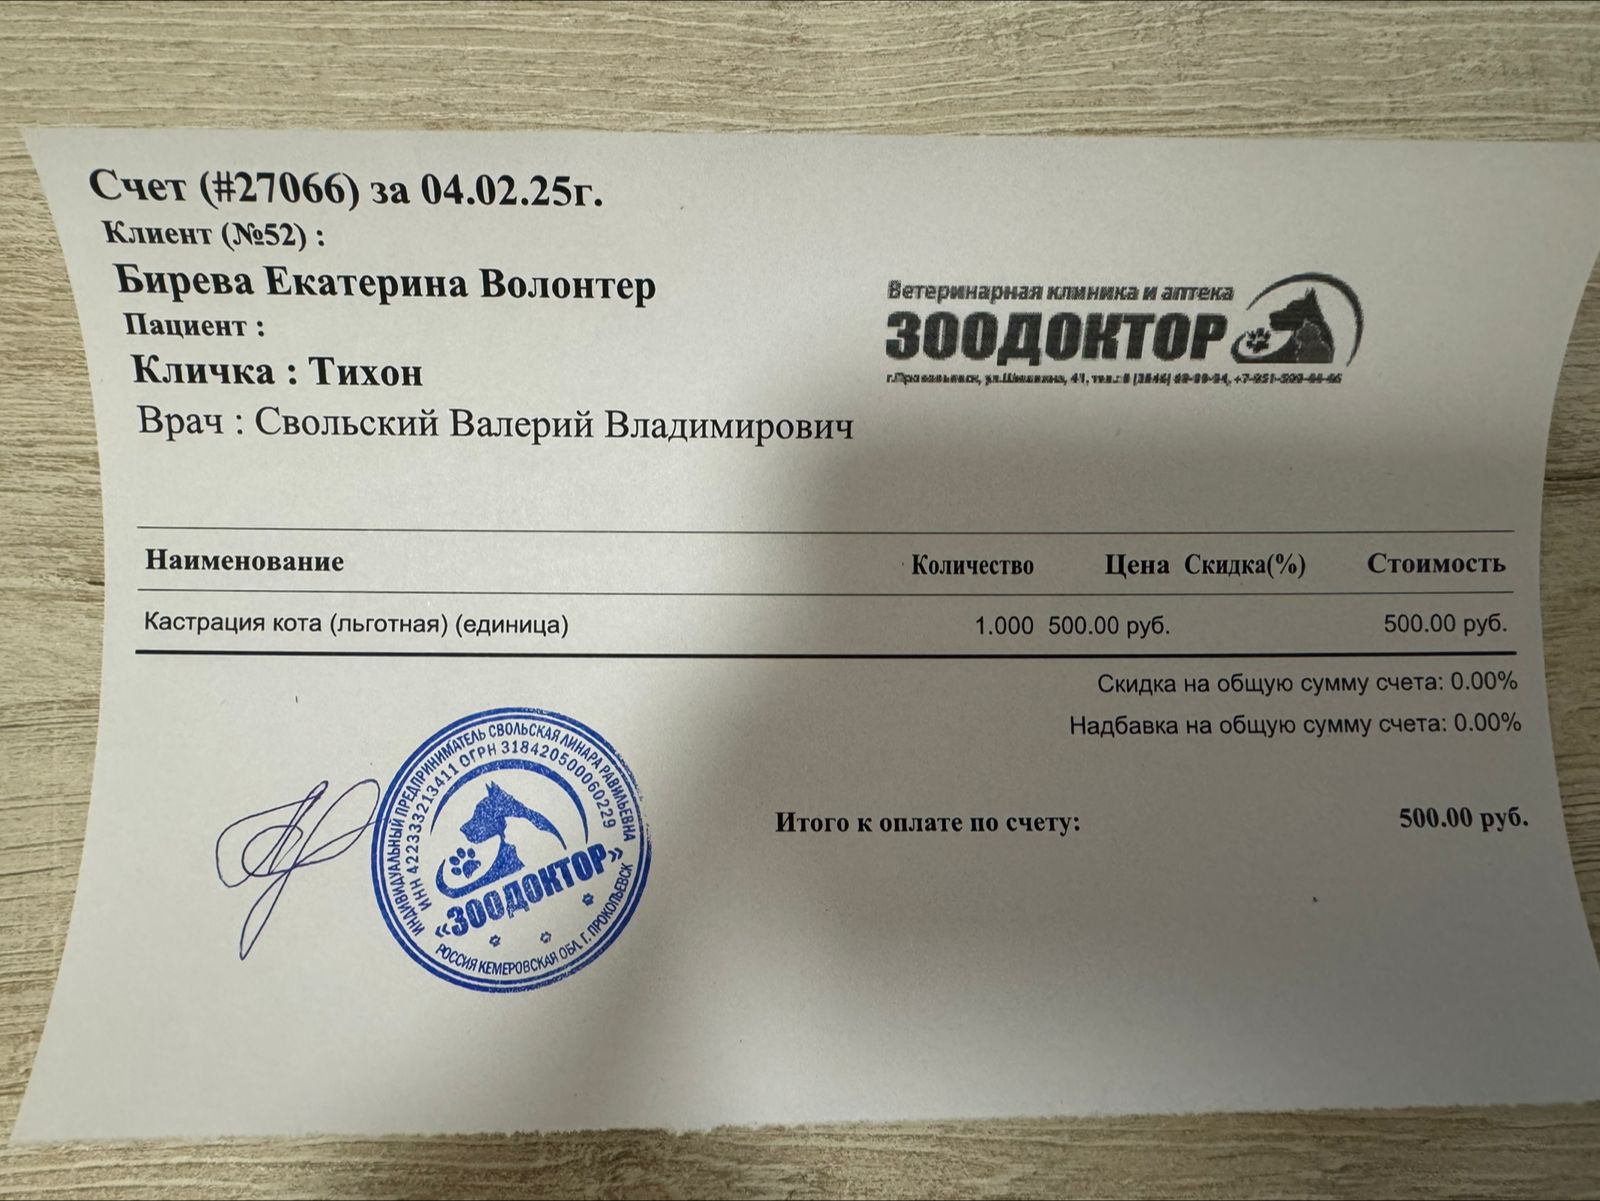 Счет (#27066) за 04.02.25г.
Клиент (№52) :
Бирева Екатерина Волонтер
Пациент :
Кличка : Тихон
Врач : Свольский Валерий Владимирович
Ветеринарная клиника и аптека
ЗООДОКТОР
Наименование Количество Цена Скидка(%) Стоимость
Кастрация кота (льготная) (единица) 1.000 500.00 руб. 500.00 руб.
Скидка на общую сумму счета: 0.00%
Надбавка на общую сумму счета: 0.00%
Итого к оплате по счету: 500.00 руб.
ИНДИВИДУАЛЬНЫЙ ПРЕДПРИНИМАТЕЛЬ СВОЛЬСКАЯ ЛИНАРА РАВИЛЬЕВНА
ИНН 422333213411 ОГРН 318420500060229
«ЗООДОКТОР»
РОССИЯ КЕМЕРОВСКАЯ ОБЛ. Г. ПРОКОПЬЕВСК